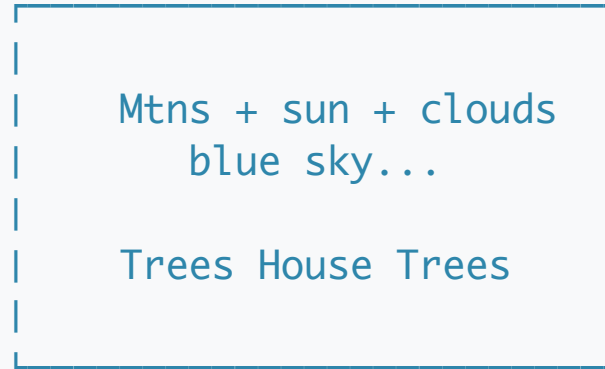 Mtns + sun + clouds
blue sky...
Trees House Trees